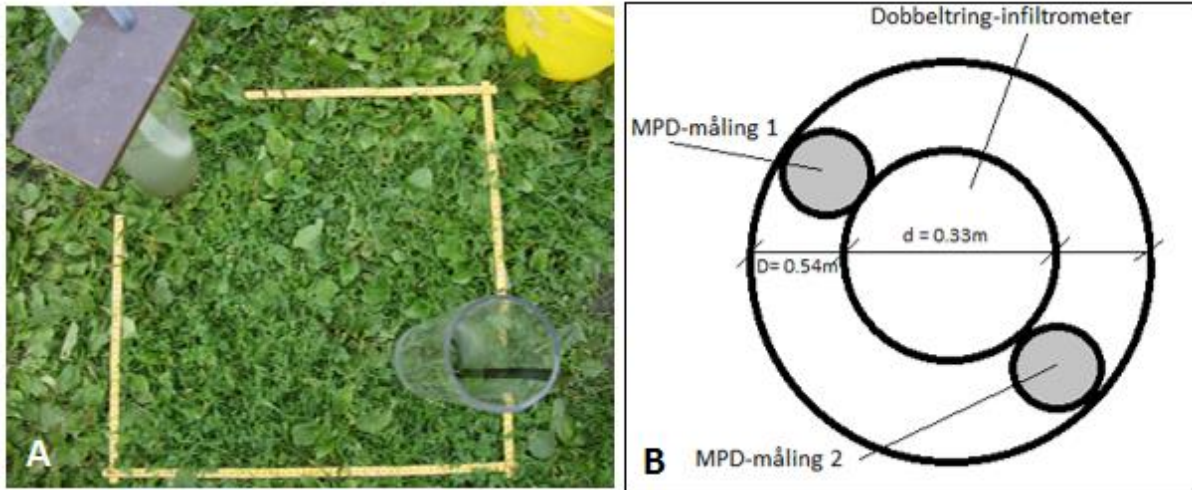 A
Dobbeltring-infiltrometer
MPD-måling 1
d = 0.33m
D= 0.54m
MPD-måling 2
B